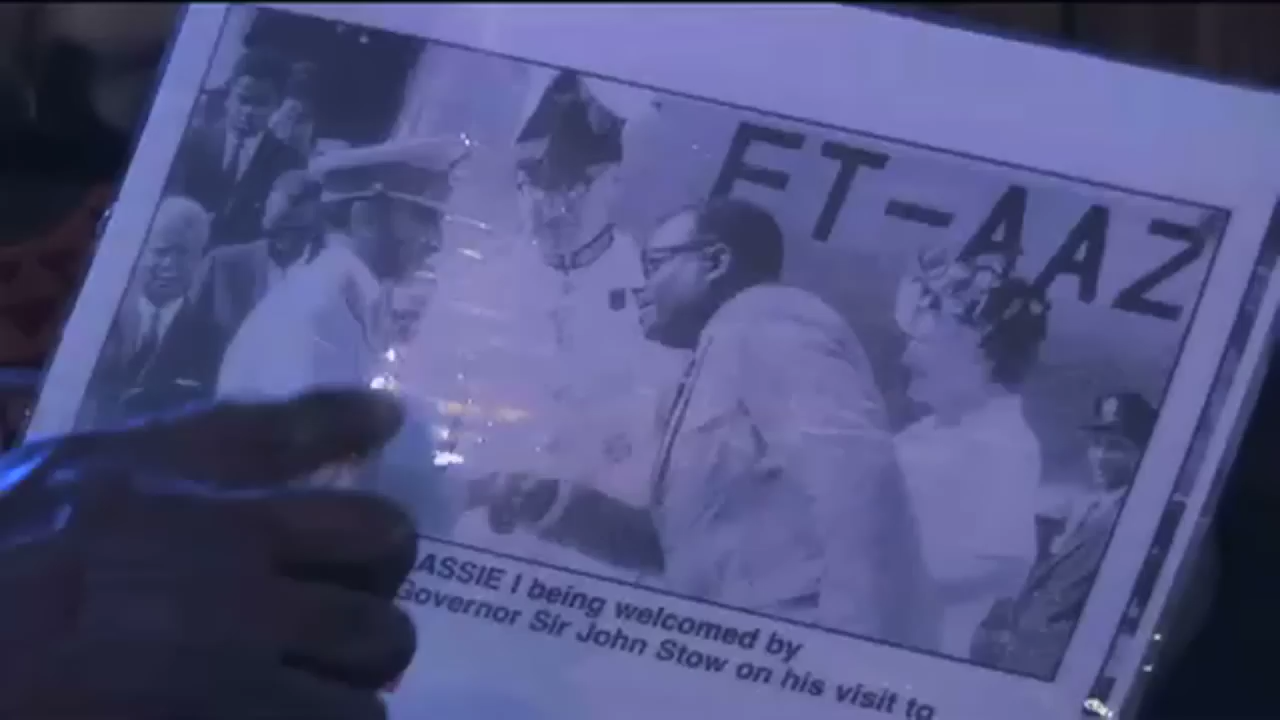 ET-AAZ
ASSIE I being welcomed by
Governor Sir John Stow on his visit to